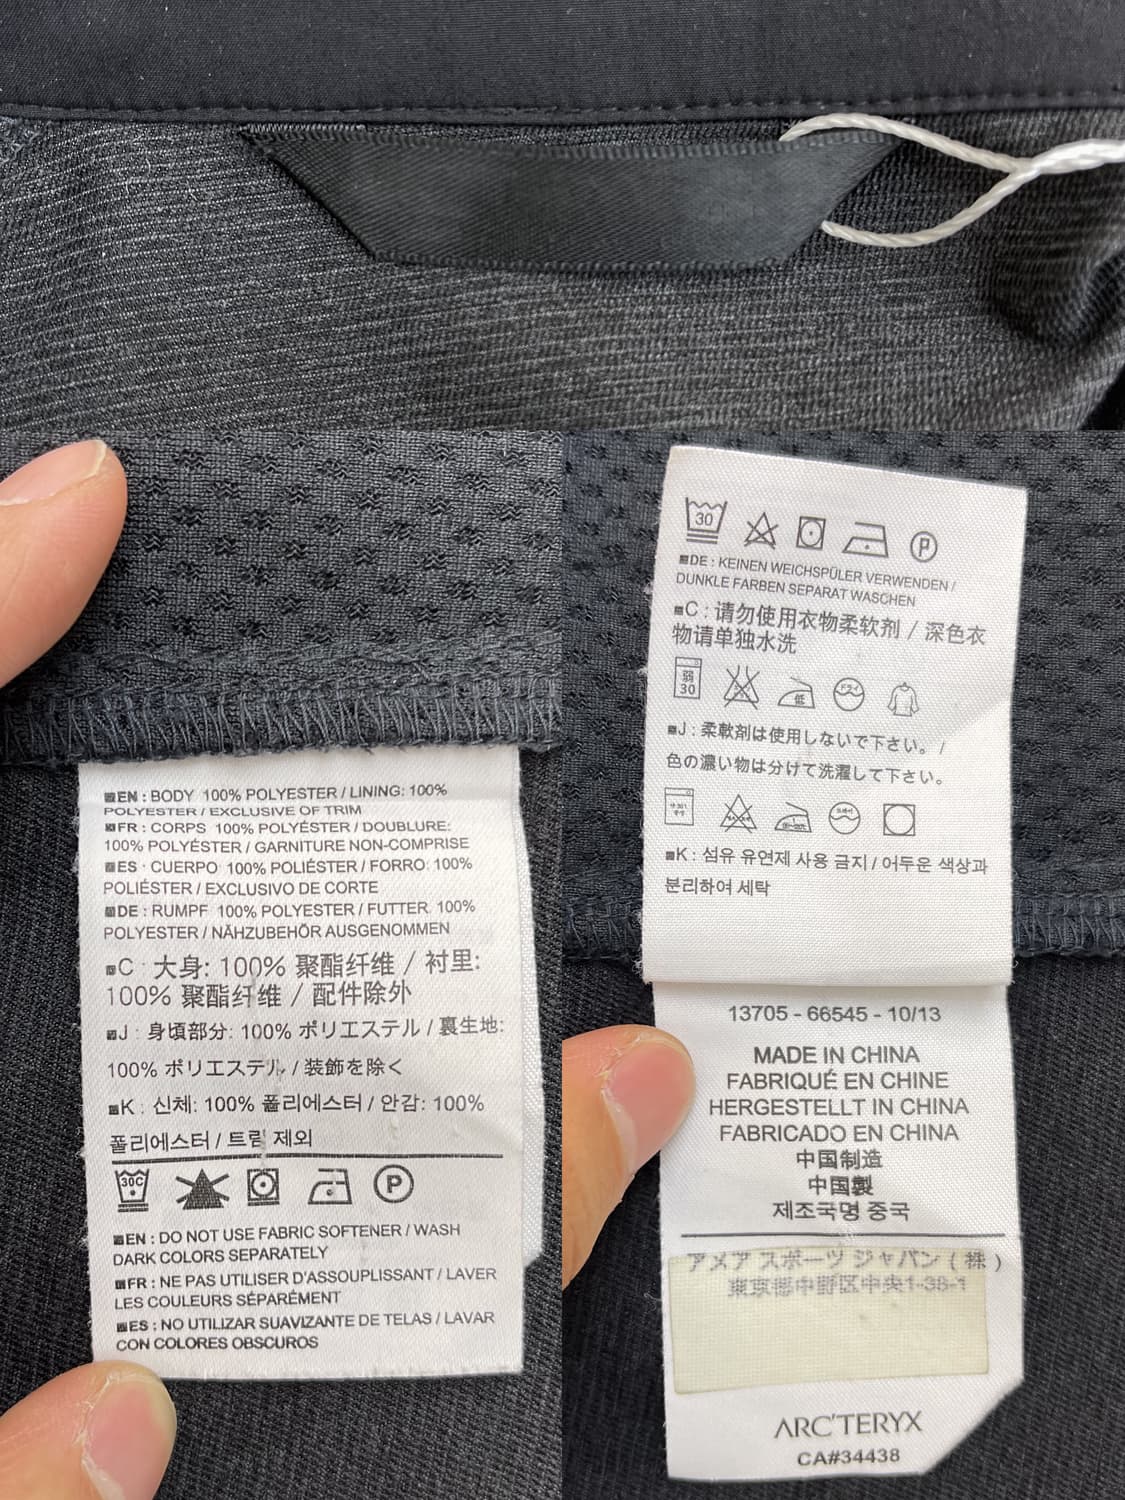 EN : BODY 100% POLYESTER / LINING: 100%
POLYESTER / EXCLUSIVE OF TRIM
FR : CORPS 100% POLYÉSTER / DOUBLURE:
100% POLYÉSTER / GARNITURE NON-COMPRISE
ES : CUERPO 100% POLIÉSTER / FORRO: 100%
POLIÉSTER / EXCLUSIVO DE CORTE
DE : RUMPF 100% POLYESTER / FUTTER 100%
POLYESTER / NÄHZUBEHÖR AUSGENOMMEN
C : 大身: 100% 聚酯纤维 / 衬里:
100% 聚酯纤维 / 配件除外
J : 身頃部分: 100% ポリエステル / 裏生地:
100% ポリエステル / 装飾を除く
K : 신체: 100% 폴리에스터 / 안감: 100%
폴리에스터 / 트림 제외
30C P
EN : DO NOT USE FABRIC SOFTENER / WASH
DARK COLORS SEPARATELY
FR : NE PAS UTILISER D'ASSOUPLISSANT / LAVER
LES COULEURS SÉPARÉMENT
ES : NO UTILIZAR SUAVIZANTE DE TELAS / LAVAR
CON COLORES OBSCUROS
30 P
DE : KEINEN WEICHSPÜLER VERWENDEN /
DUNKLE FARBEN SEPARAT WASCHEN
C : 请勿使用衣物柔软剂 / 深色衣
物请单独水洗
弱 30 低
J : 柔軟剤は使用しないで下さい。 /
色の濃い物は分けて洗濯して下さい。
K : 섬유 유연제 사용 금지 / 어두운 색상과
분리하여 세탁
13705 - 66545 - 10/13
MADE IN CHINA
FABRIQUÉ EN CHINE
HERGESTELLT IN CHINA
FABRICADO EN CHINA
中国制造
中国製
제조국명 중국
アメア スポーツ ジャパン ( 株 )
東京都中野区中央1-38-1
ARC'TERYX
CA#34438